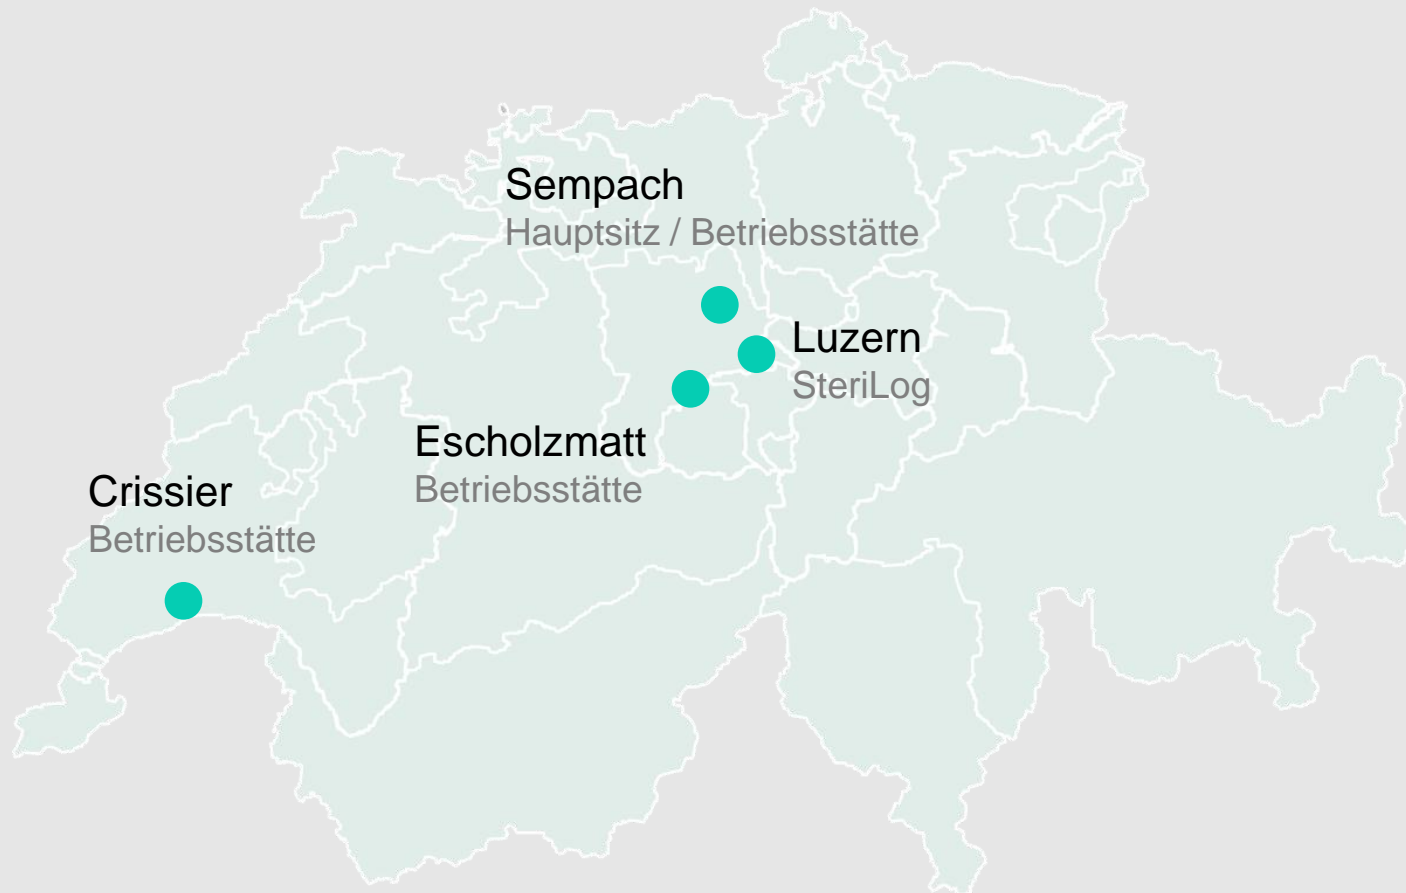 Sempach
Hauptsitz / Betriebsstätte
Luzern
SteriLog
Escholzmatt
Betriebsstätte
Crissier
Betriebsstätte